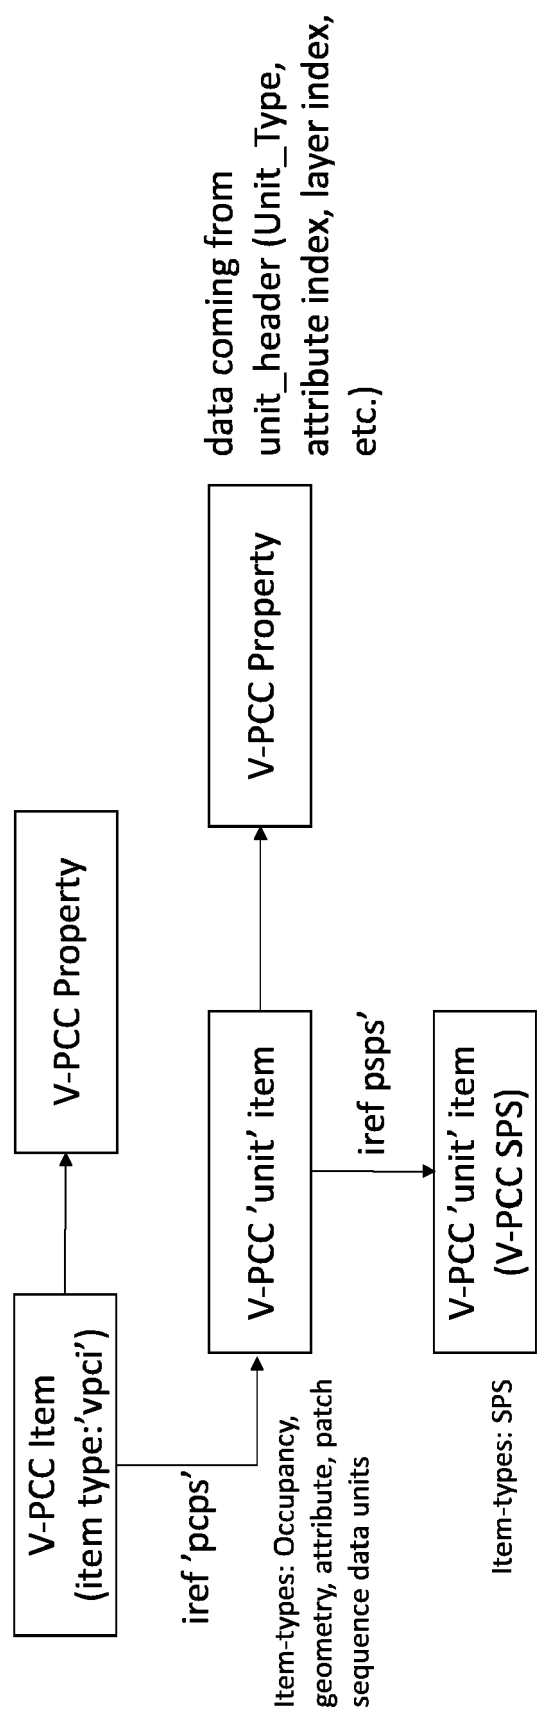 V-PCC Item
(item type:'vpci’)
V-PCC Property
iref 'pcps’
V-PCC ’unit’ item
V-PCC Property
data coming from
unit_header (Unit_Type,
attribute index, layer index,
etc.)
Item-types: Occupancy,
geometry, attribute, patch
sequence data units
iref psps’
V-PCC ’unit’ item
(V-PCC SPS)
Item-types: SPS